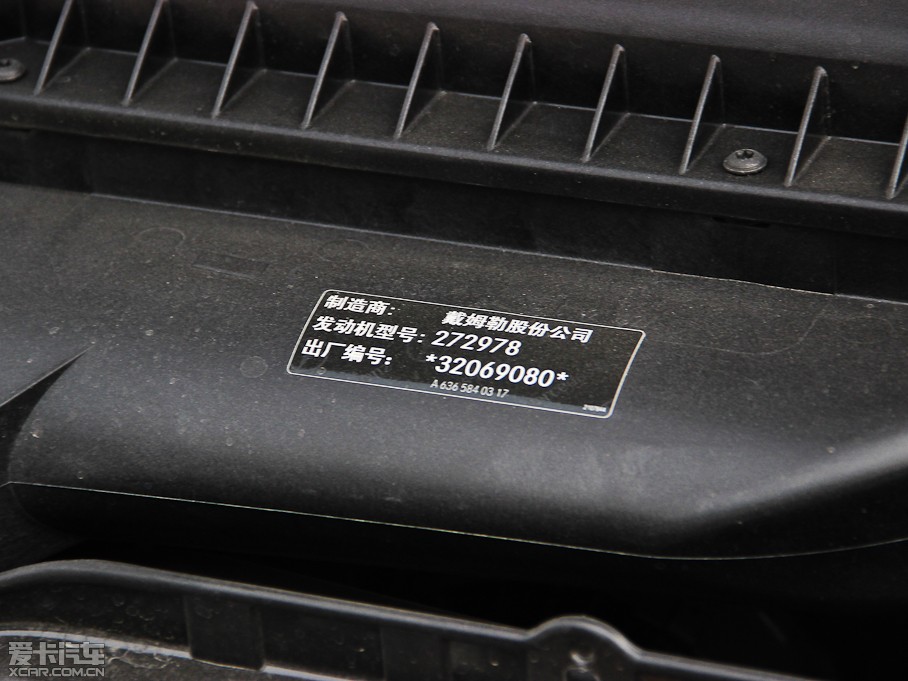 制造商: 戴姆勒股份公司
发动机型号: 272978
出厂编号: *32069080*
A 636 584 03 17
爱卡汽车
XCAR.COM.CN